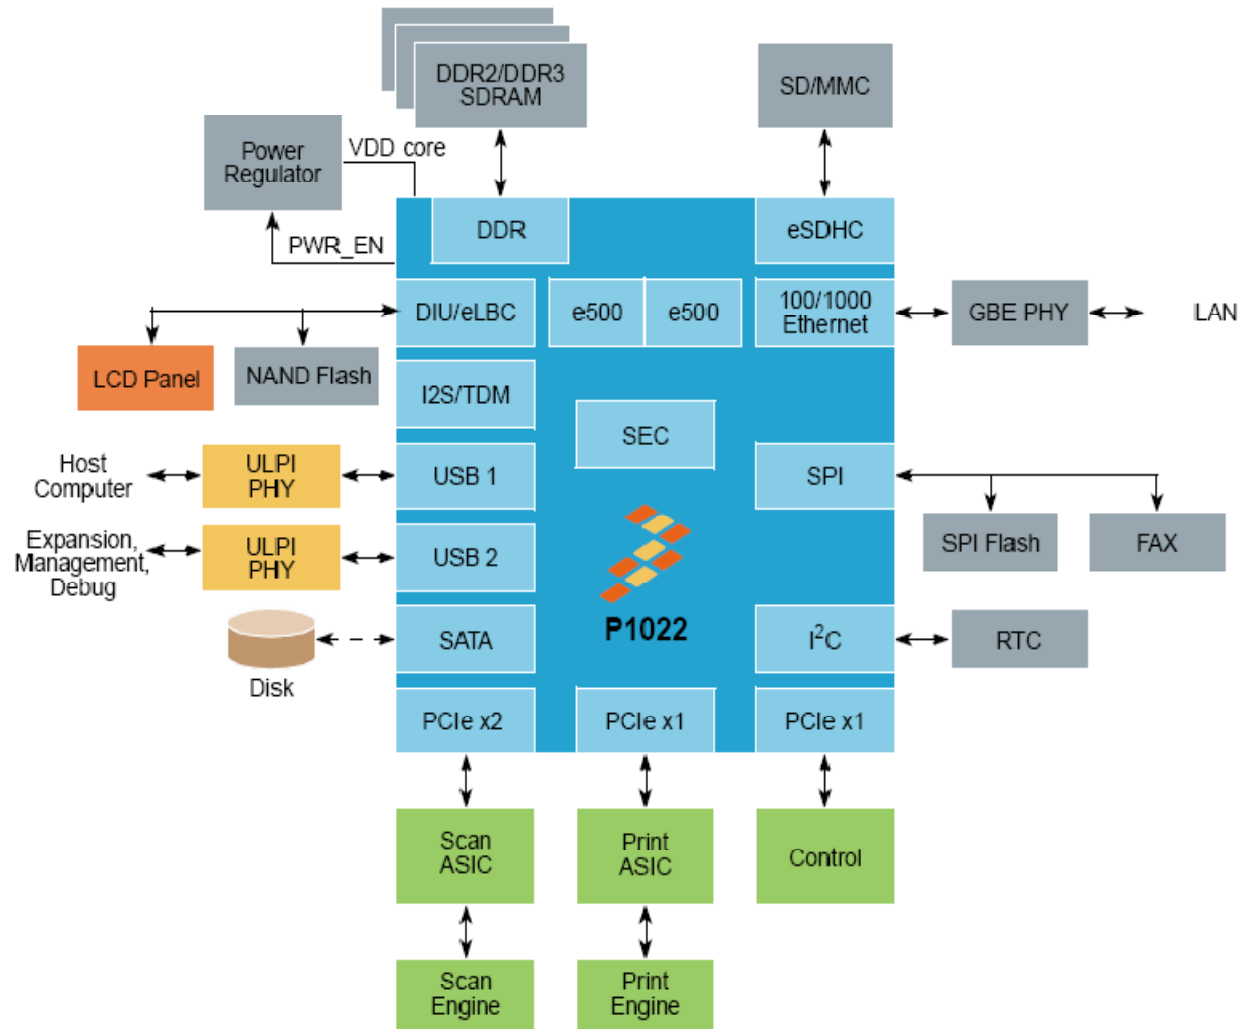 DDR2/DDR3
SDRAM
SD/MMC
Power
Regulator
VDD core
PWR_EN
DDR
eSDHC
DIU/eLBC
e500
e500
100/1000
Ethernet
GBE PHY
LAN
LCD Panel
NAND Flash
I2S/TDM
SEC
Host
Computer
ULPI
PHY
USB 1
SPI
Expansion,
Management,
Debug
ULPI
PHY
USB 2
SPI Flash
FAX
P1022
Disk
SATA
I²C
RTC
PCIe x2
PCIe x1
PCIe x1
Scan
ASIC
Print
ASIC
Control
Scan
Engine
Print
Engine